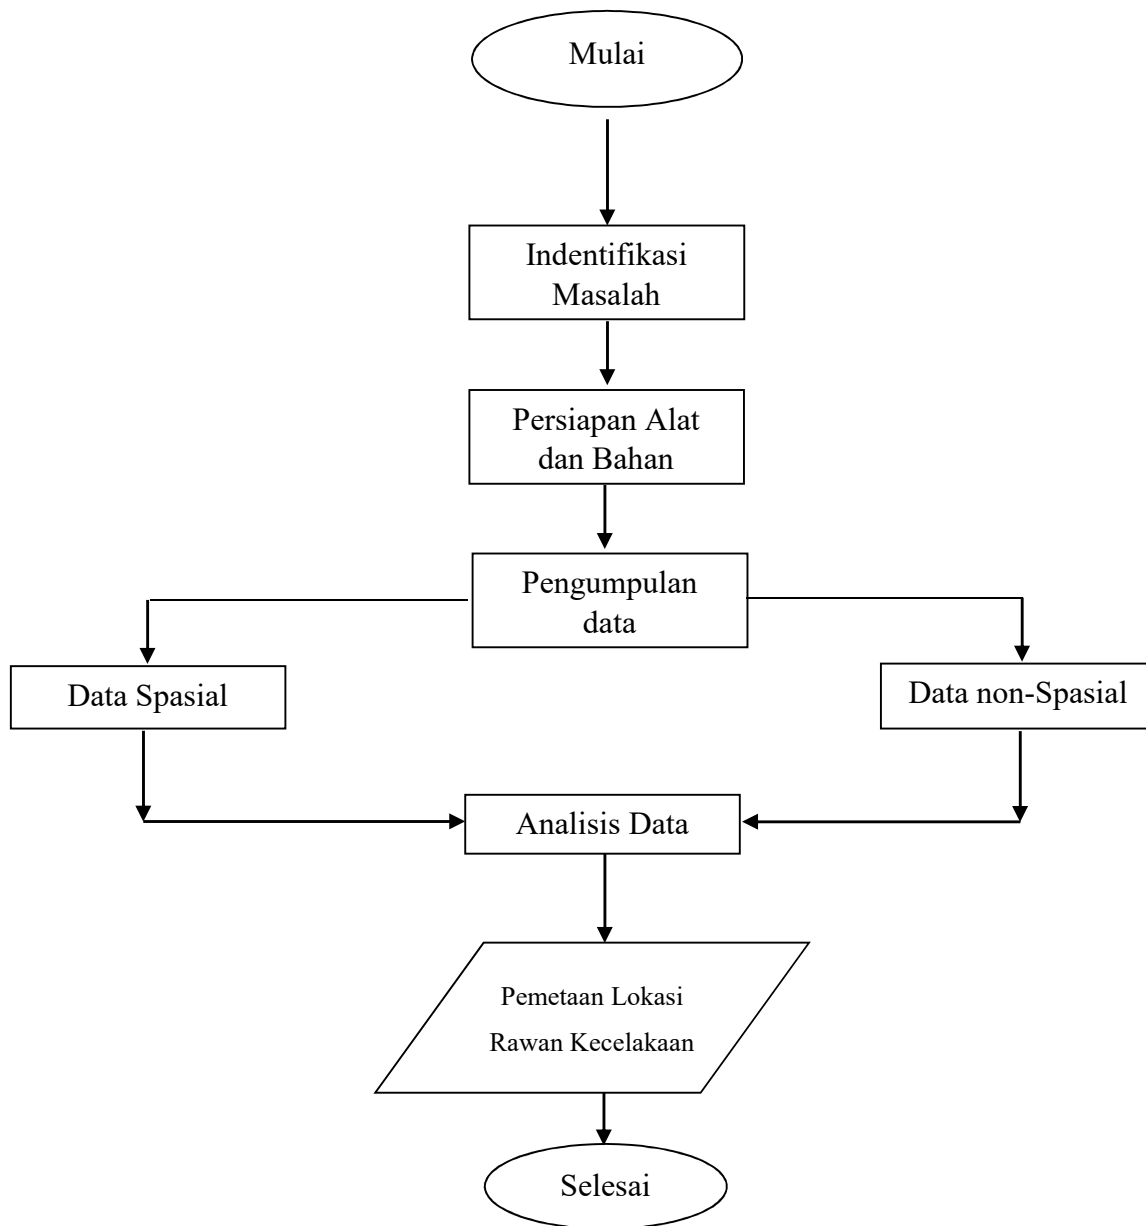 Mulai
Indentifikasi
Masalah
Persiapan Alat
dan Bahan
Pengumpulan
data
Data Spasial
Data non-Spasial
Analisis Data
Pemetaan Lokasi
Rawan Kecelakaan
Selesai